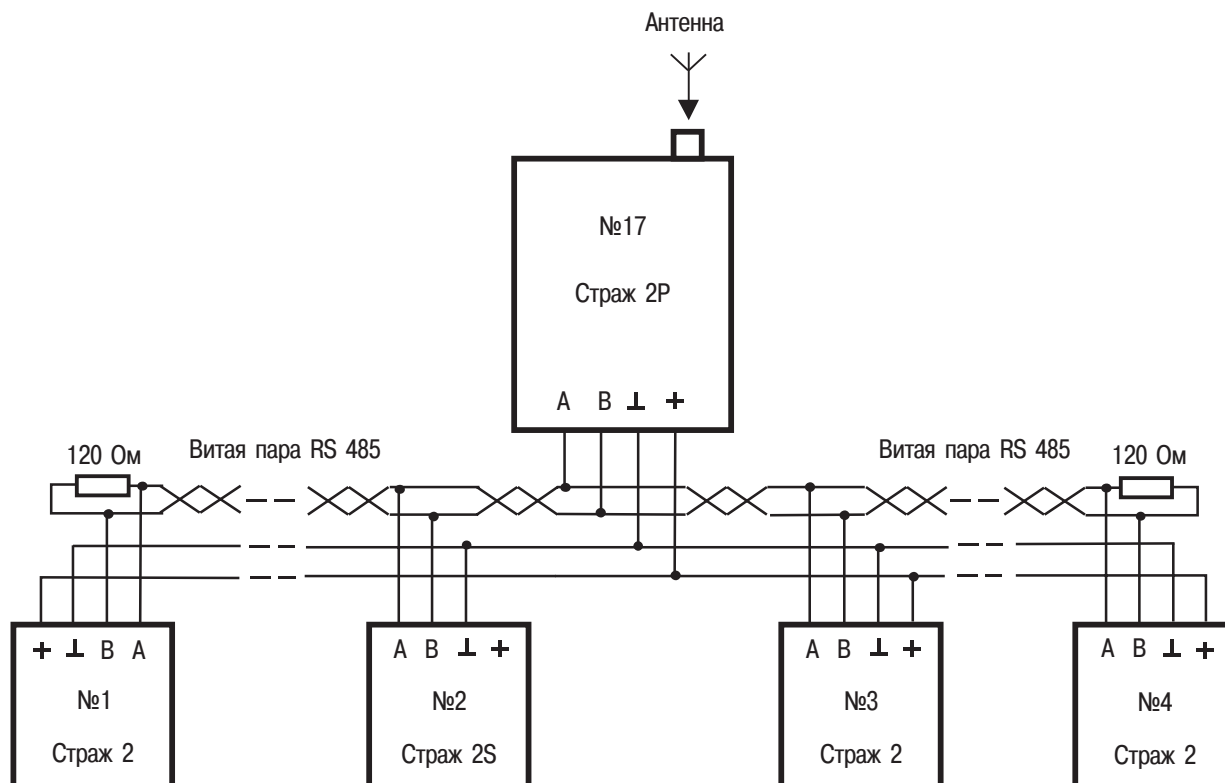 Антенна
№17
Страж 2Р
А В ⊥ +
120 Ом Витая пара RS 485 Витая пара RS 485 120 Ом
+ ⊥ В А А В ⊥ + А В ⊥ + А В ⊥ +
№1 №2 №3 №4
Страж 2 Страж 2S Страж 2 Страж 2